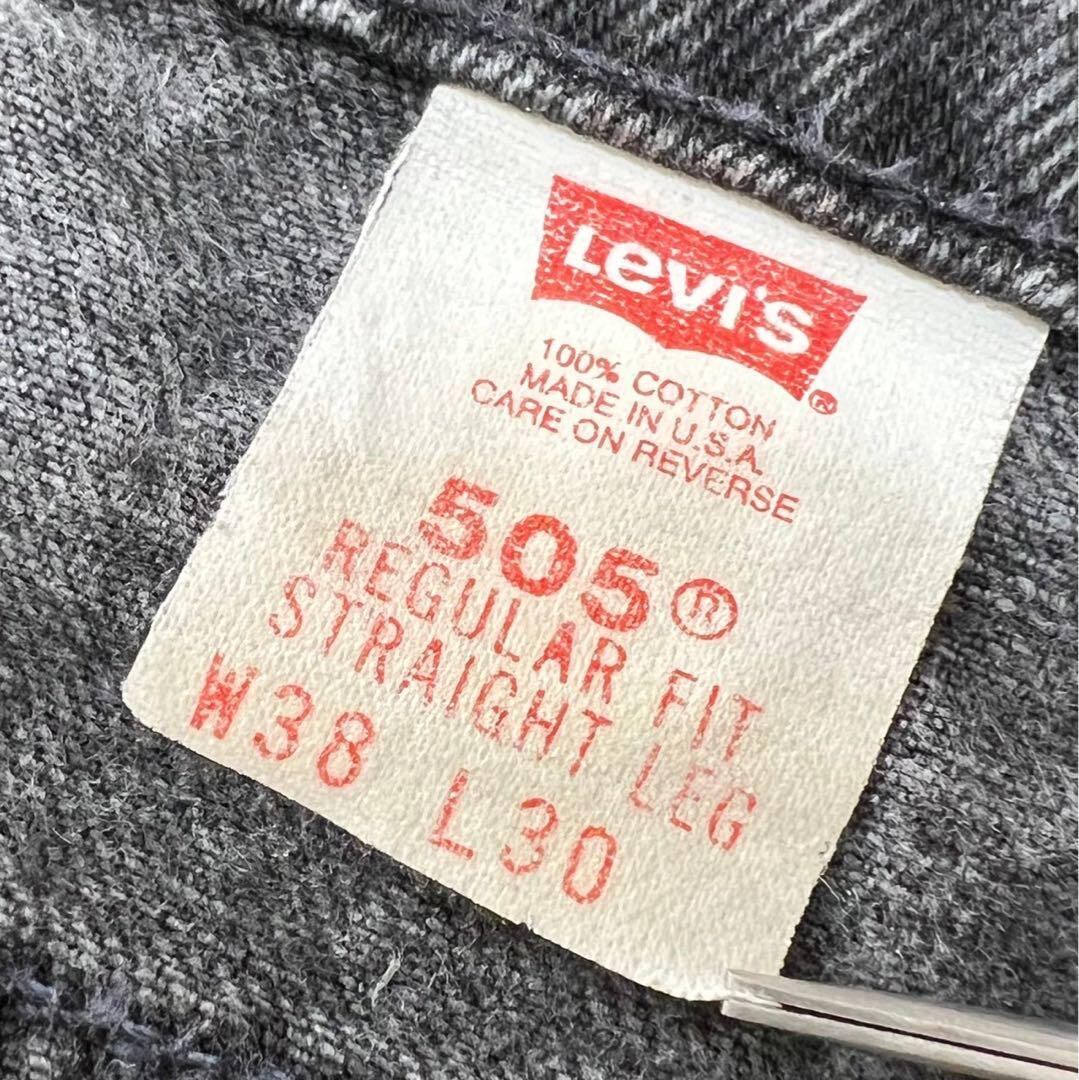 Levi's
®
100% COTTON
MADE IN U.S.A.
CARE ON REVERSE
505®
REGULAR FIT
STRAIGHT LEG
W38 L30